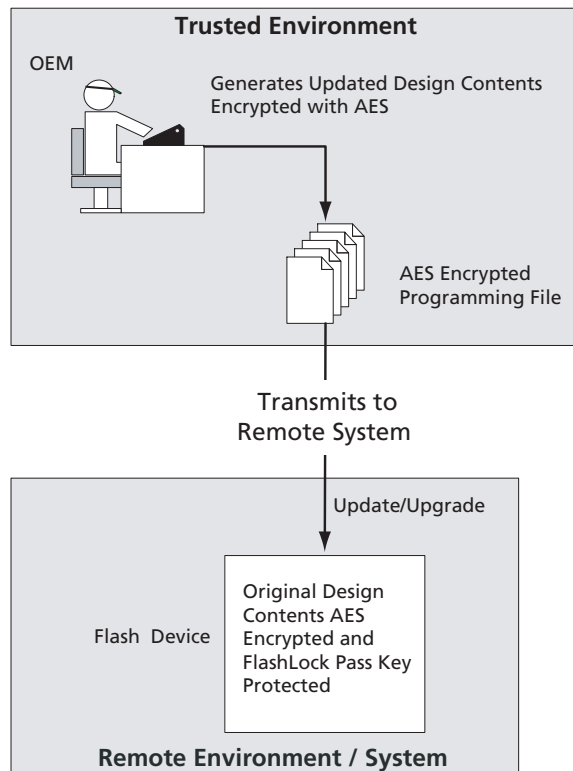 Trusted Environment
OEM
Generates Updated Design Contents
Encrypted with AES
AES Encrypted
Programming File
Transmits to
Remote System
Update/Upgrade
Original Design
Contents AES
Encrypted and
FlashLock Pass Key
Protected
Flash Device
Remote Environment / System